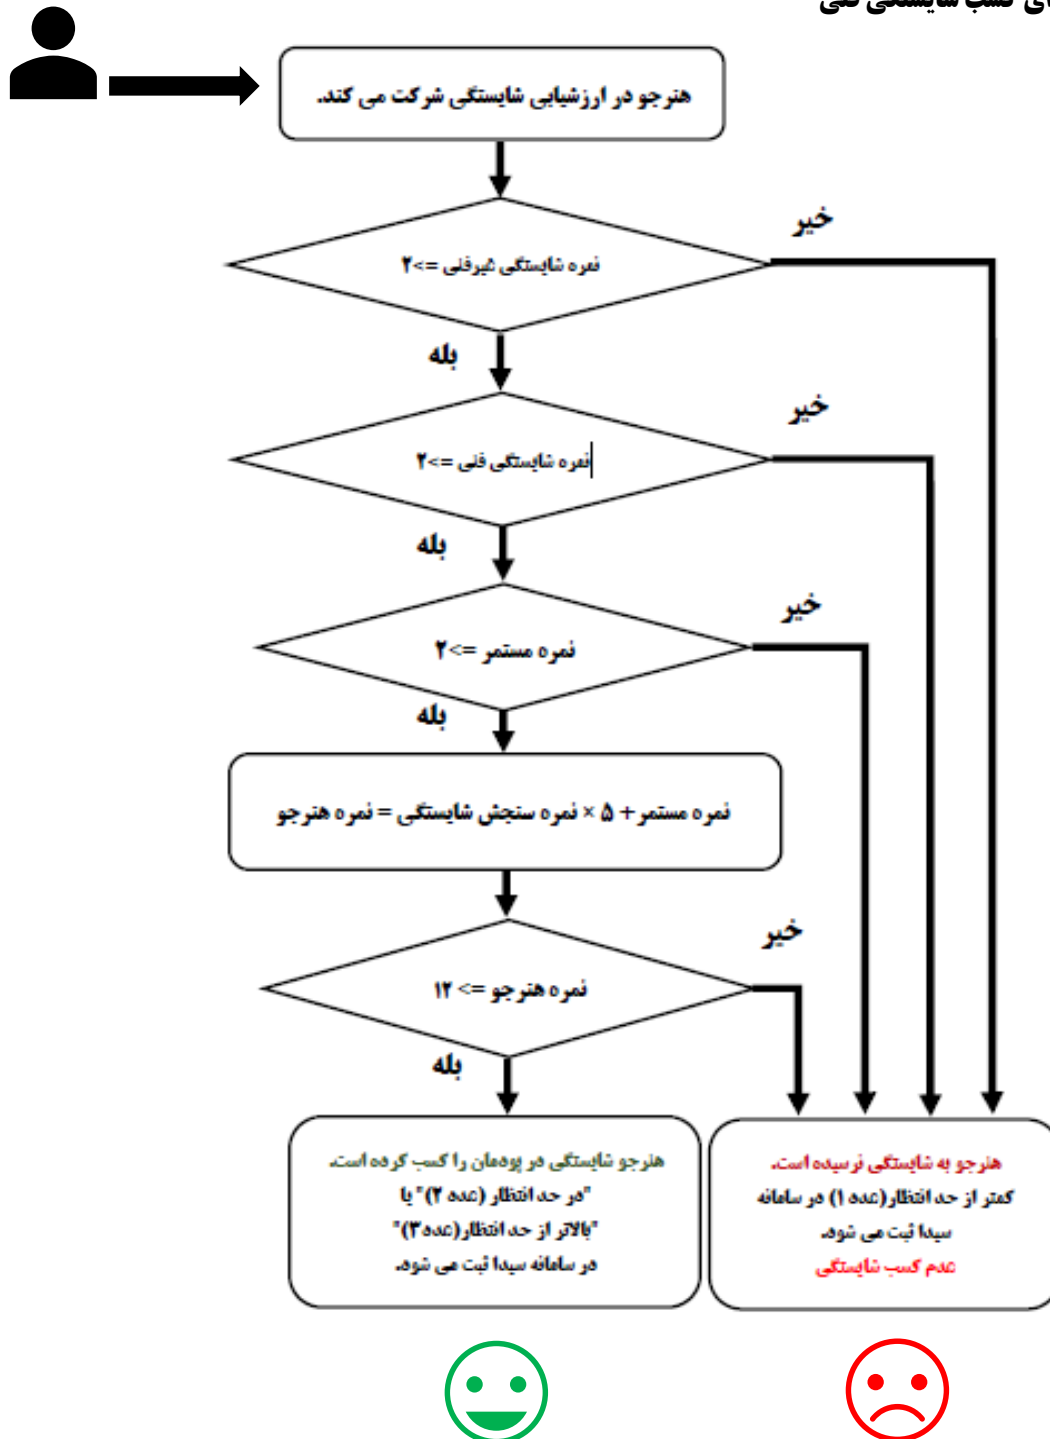 کسب شایستگی فنی
هنرجو در ارزشیابی شایستگی شرکت می کند.
خیر
نمره شایستگی غیرفنی =>۲
بله
خیر
نمره شایستگی فنی =>۲
بله
خیر
نمره مستمر =>۲
بله
نمره مستمر + ۵ × نمره سنجش شایستگی = نمره هنرجو
خیر
نمره هنرجو => ۱۲
بله
هنرجو شایستگی در پودمان را کسب کرده است.
"در حد انتظار (عدد ۲)" یا
"بالاتر از حد انتظار(عدد۳)"
در سامانه سیدا ثبت می شود.
هنرجو به شایستگی نرسیده است.
کمتر از حد انتظار(عدد ۱) در سامانه
سیدا ثبت می شود.
عدم کسب شایستگی